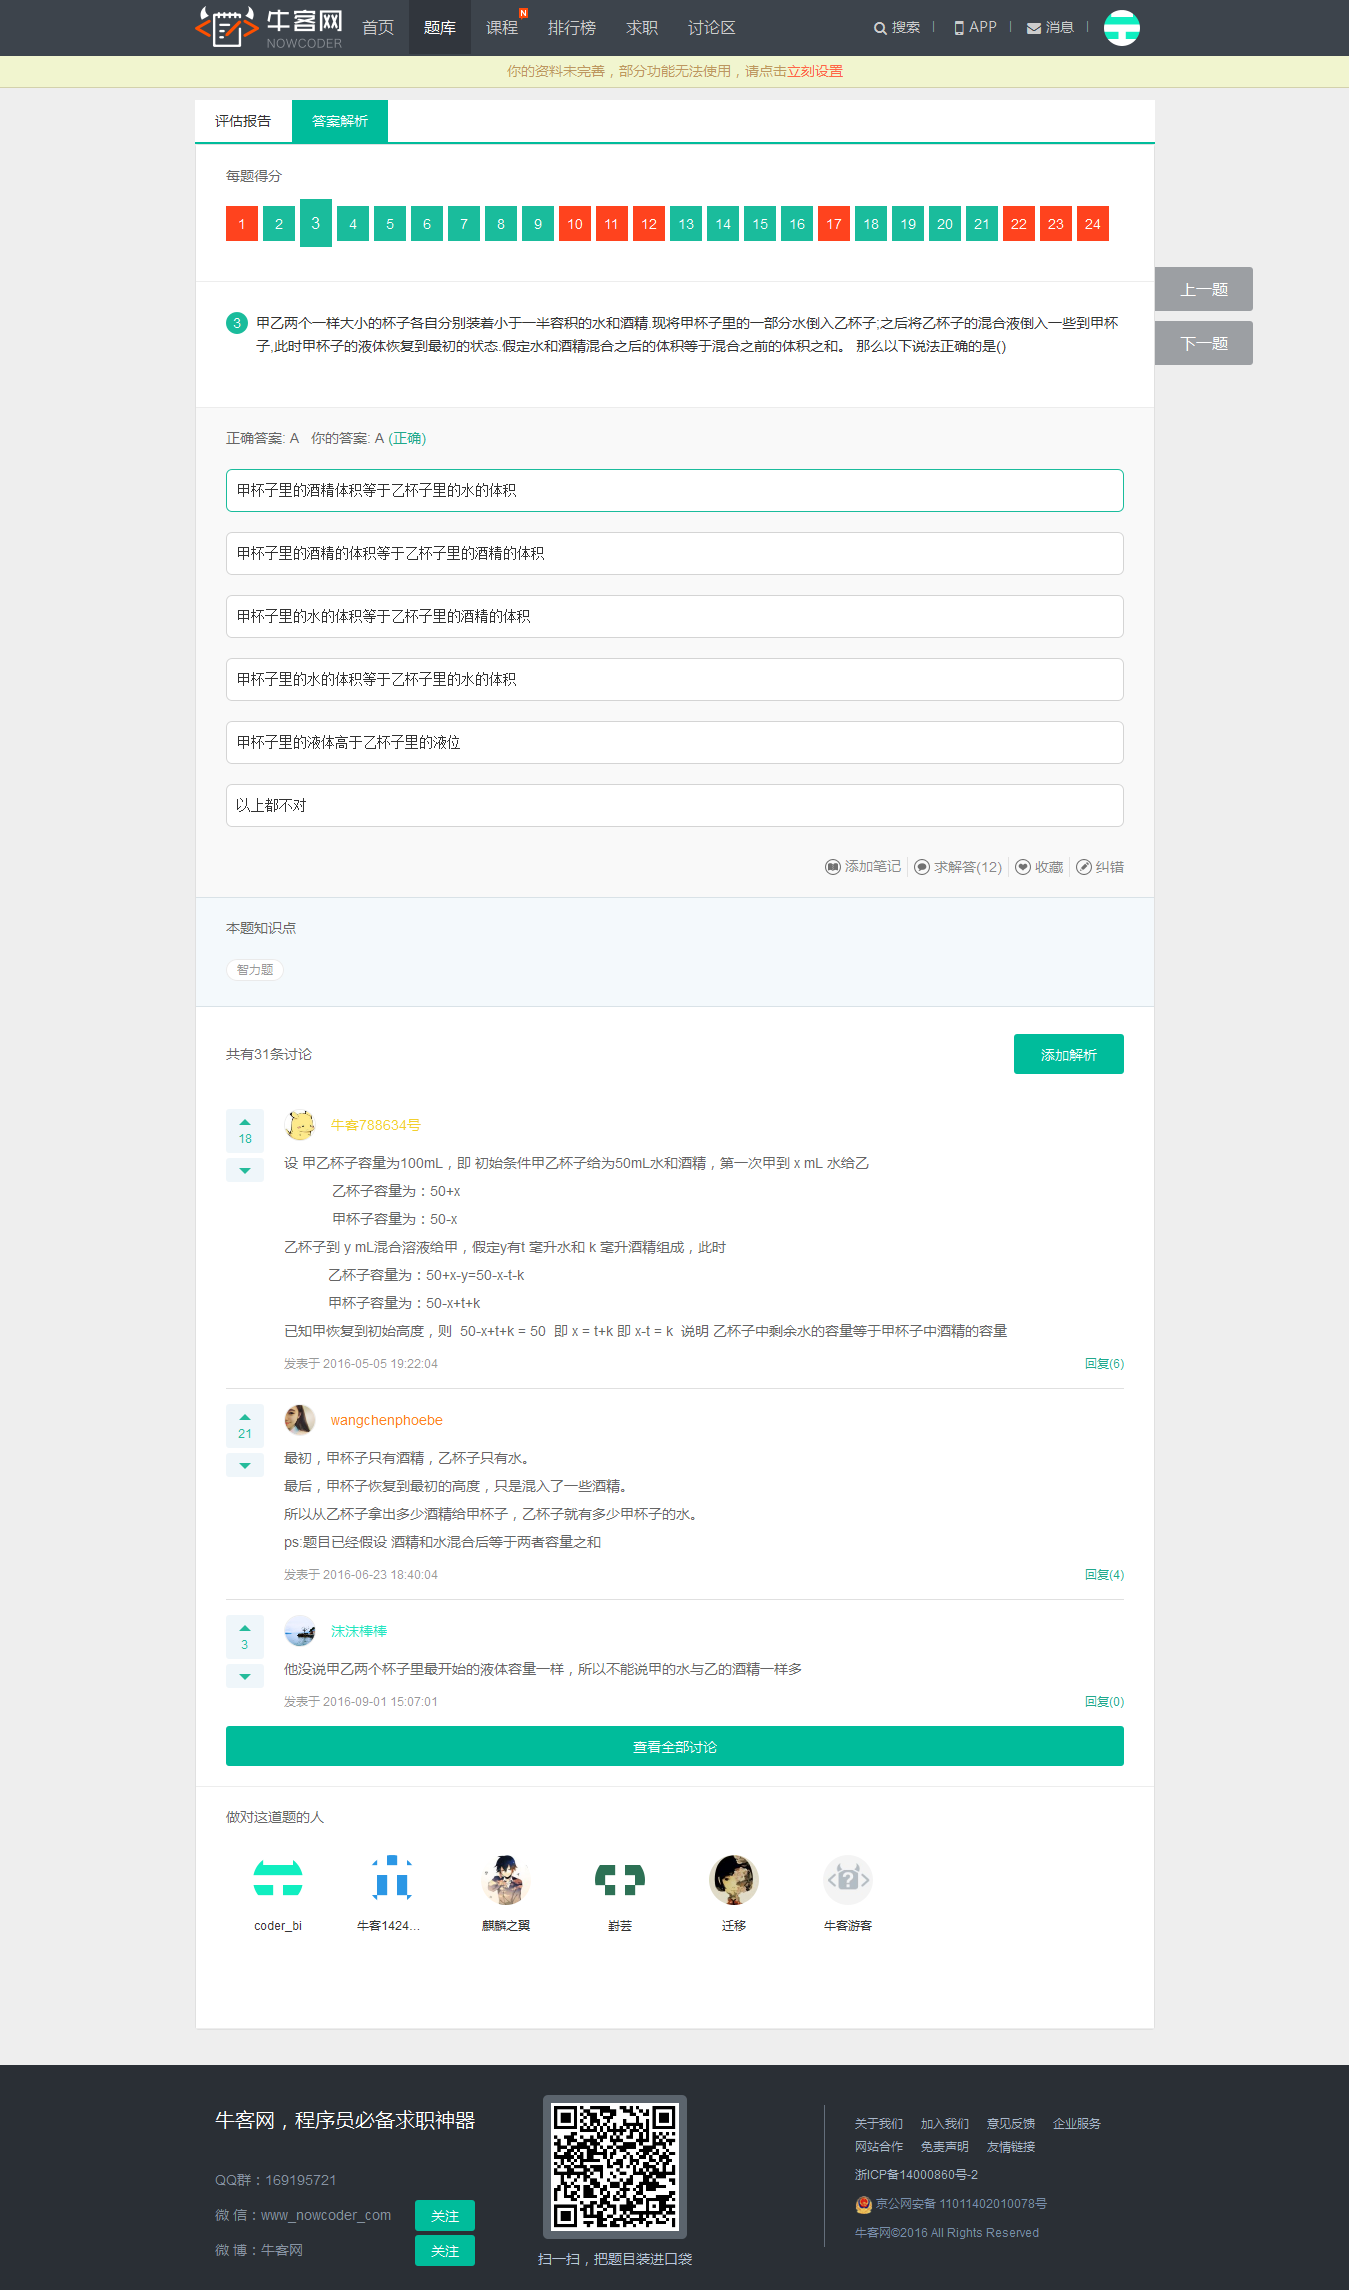 牛客网
NOWCODER
首页 题库 课程 N 排行榜 求职 讨论区 搜索 APP 消息
你的资料未完善，部分功能无法使用，请点击立刻设置
评估报告 答案解析
每题得分
1 2 3 4 5 6 7 8 9 10 11 12 13 14 15 16 17 18 19 20 21 22 23 24
上一题
下一题
3 甲乙两个一样大小的杯子各自分别装着小于一半容积的水和酒精.现将甲杯子里的一部分水倒入乙杯子;之后将乙杯子的混合液倒入一些到甲杯
子,此时甲杯子的液体恢复到最初的状态.假定水和酒精混合之后的体积等于混合之前的体积之和。 那么以下说法正确的是()
正确答案: A 你的答案: A (正确)
甲杯子里的酒精体积等于乙杯子里的水的体积
甲杯子里的酒精的体积等于乙杯子里的酒精的体积
甲杯子里的水的体积等于乙杯子里的酒精的体积
甲杯子里的水的体积等于乙杯子里的水的体积
甲杯子里的液体高于乙杯子里的液位
以上都不对
添加笔记 求解答(12) 收藏 纠错
本题知识点
智力题
共有31条讨论 添加解析
18
牛客788634号
设 甲乙杯子容量为100mL，即 初始条件甲乙杯子给为50mL水和酒精，第一次甲到 x mL 水给乙
乙杯子容量为：50+x
甲杯子容量为：50-x
乙杯子到 y mL混合溶液给甲，假定y有t 毫升水和 k 毫升酒精组成，此时
乙杯子容量为：50+x-y=50-x-t-k
甲杯子容量为：50-x+t+k
已知甲恢复到初始高度，则 50-x+t+k = 50 即 x = t+k 即 x-t = k 说明 乙杯子中剩余水的容量等于甲杯子中酒精的容量
发表于 2016-05-05 19:22:04 回复(6)
21
wangchenphoebe
最初，甲杯子只有酒精，乙杯子只有水。
最后，甲杯子恢复到最初的高度，只是混入了一些酒精。
所以从乙杯子拿出多少酒精给甲杯子，乙杯子就有多少甲杯子的水。
ps:题目已经假设 酒精和水混合后等于两者容量之和
发表于 2016-06-23 18:40:04 回复(4)
3
沫沫棒棒
他没说甲乙两个杯子里最开始的液体容量一样，所以不能说甲的水与乙的酒精一样多
发表于 2016-09-01 15:07:01 回复(0)
查看全部讨论
做对这道题的人
coder_bi 牛客1424... 麒麟之翼 葑芸 迁移 牛客游客
牛客网，程序员必备求职神器
QQ群：169195721
微 信：www_nowcoder_com 关注
微 博：牛客网 关注
扫一扫，把题目装进口袋
关于我们 加入我们 意见反馈 企业服务
网站合作 免责声明 友情链接
浙ICP备14000860号-2
京公网安备 11011402010078号
牛客网©2016 All Rights Reserved